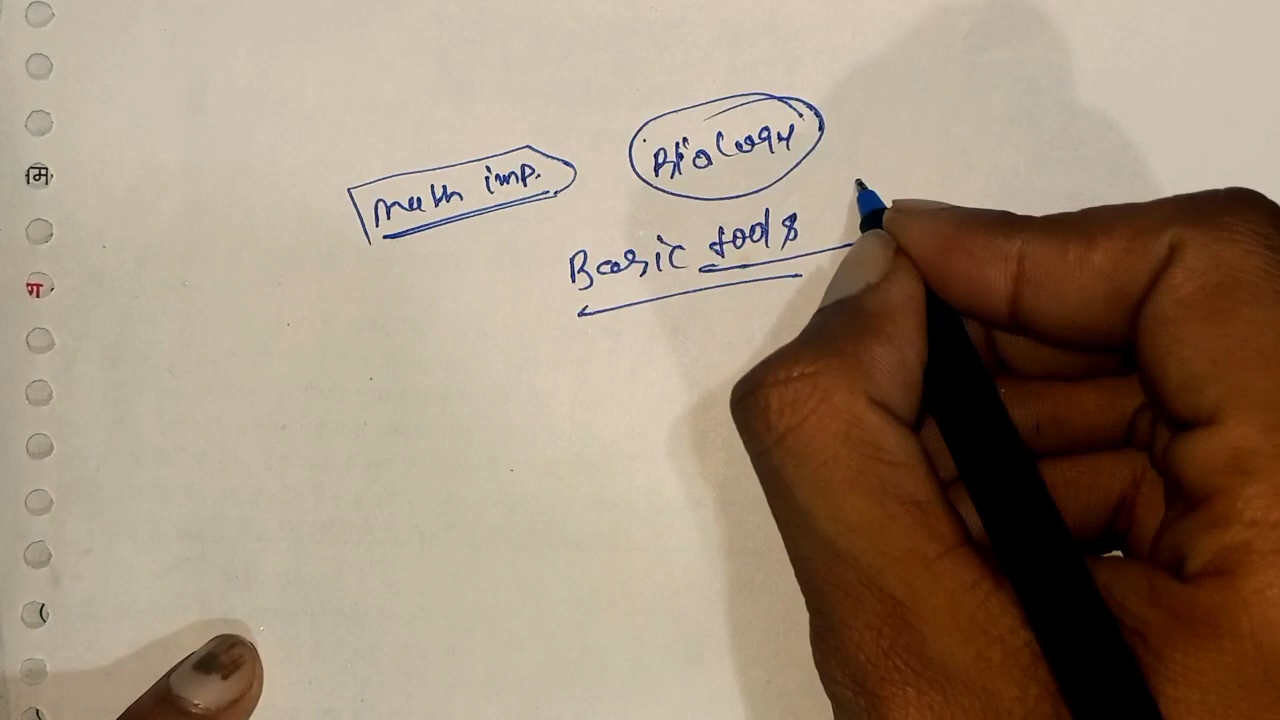 Biology
Math imp.
Basic tools
मि
ग